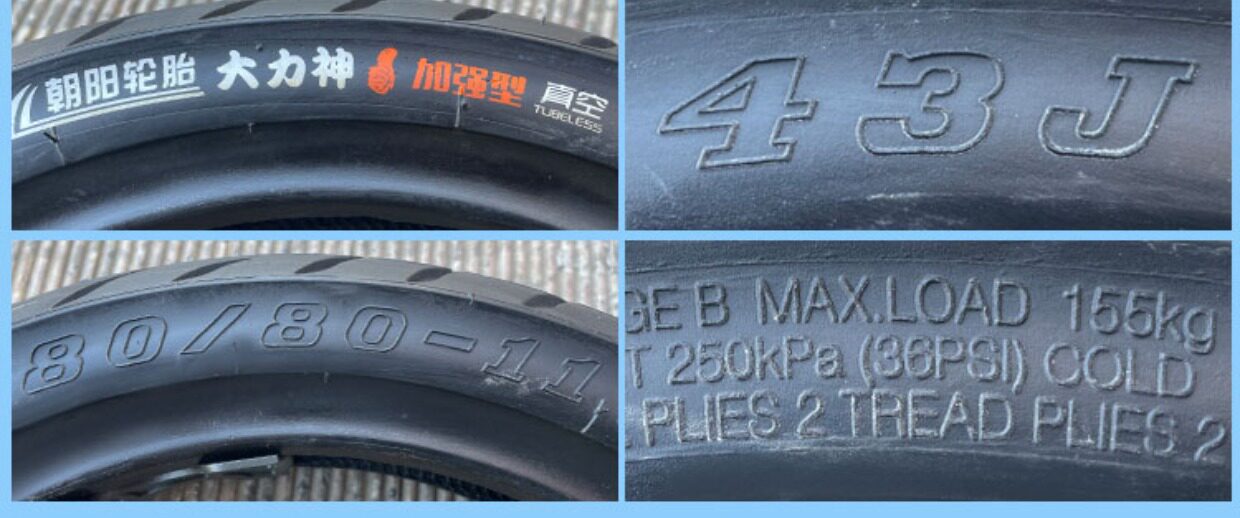 朝阳轮胎 大力神 加强型 真空
TUBELESS
43J
80/80-11
GE B MAX.LOAD 155kg
T 250kPa (36PSI) COLD
PLIES 2 TREAD PLIES 2